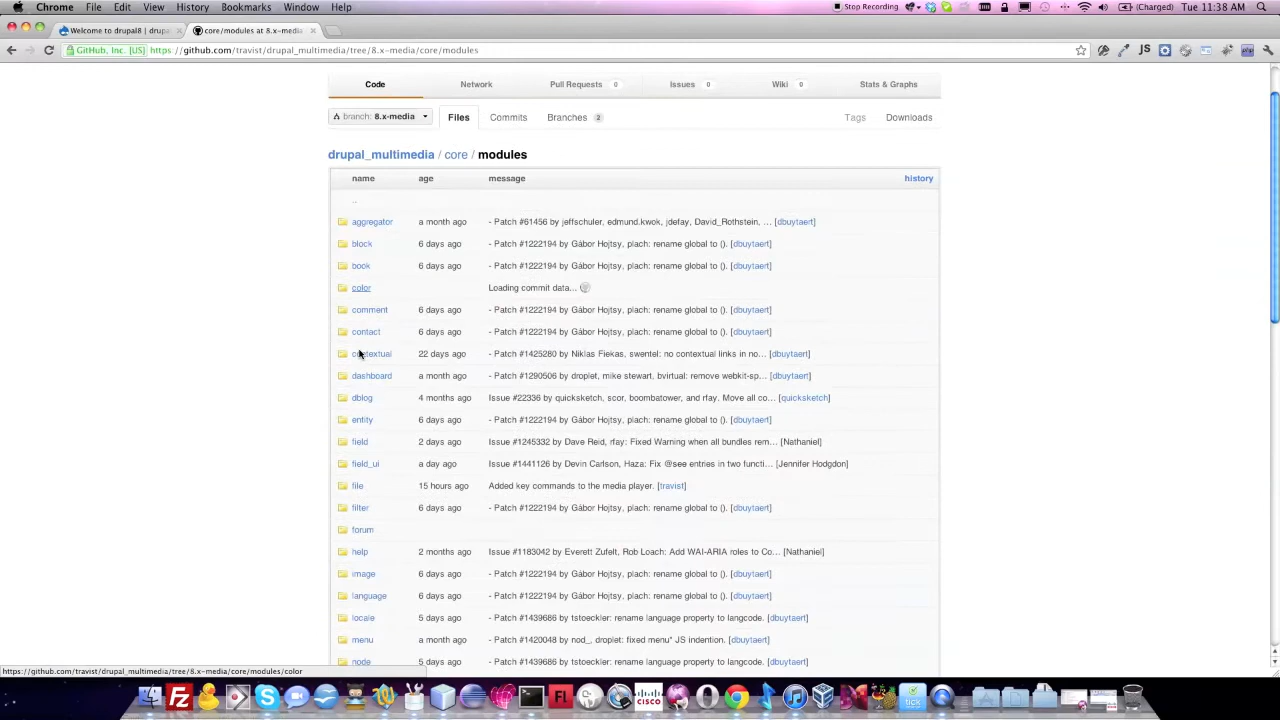 Chrome File Edit View History Bookmarks Window Help Stop Recording (Charged) Tue 11:38 AM
Welcome to drupal8 | drupa core/modules at 8.x-media
GitHub, Inc. [US] https://github.com/travist/drupal_multimedia/tree/8.x-media/core/modules
Code Network Pull Requests 0 Issues 0 Wiki 0 Stats & Graphs
branch: 8.x-media Files Commits Branches 2 Tags Downloads
drupal_multimedia / core / modules
name age message history
..
aggregator a month ago - Patch #61456 by jeffschuler, edmund.kwok, jdefay, David_Rothstein, … [dbuytaert]
block 6 days ago - Patch #1222194 by Gábor Hojtsy, plach: rename global to (). [dbuytaert]
book 6 days ago - Patch #1222194 by Gábor Hojtsy, plach: rename global to (). [dbuytaert]
color Loading commit data...
comment 6 days ago - Patch #1222194 by Gábor Hojtsy, plach: rename global to (). [dbuytaert]
contact 6 days ago - Patch #1222194 by Gábor Hojtsy, plach: rename global to (). [dbuytaert]
contextual 22 days ago - Patch #1425280 by Niklas Fiekas, swentel: no contextual links in no… [dbuytaert]
dashboard a month ago - Patch #1290506 by droplet, mike stewart, bvirtual: remove webkit-sp… [dbuytaert]
dblog 4 months ago Issue #22336 by quicksketch, scor, boombatower, and rfay. Move all co… [quicksketch]
entity 6 days ago - Patch #1222194 by Gábor Hojtsy, plach: rename global to (). [dbuytaert]
field 2 days ago Issue #1245332 by Dave Reid, rfay: Fixed Warning when all bundles rem… [Nathaniel]
field_ui a day ago Issue #1441126 by Devin Carlson, Haza: Fix @see entries in two functi… [Jennifer Hodgdon]
file 15 hours ago Added key commands to the media player. [travist]
filter 6 days ago - Patch #1222194 by Gábor Hojtsy, plach: rename global to (). [dbuytaert]
forum
help 2 months ago Issue #1183042 by Everett Zufelt, Rob Loach: Add WAI-ARIA roles to Co… [Nathaniel]
image 6 days ago - Patch #1222194 by Gábor Hojtsy, plach: rename global to (). [dbuytaert]
language 6 days ago - Patch #1222194 by Gábor Hojtsy, plach: rename global to (). [dbuytaert]
locale 5 days ago - Patch #1439686 by tstoeckler: rename language property to langcode. [dbuytaert]
menu a month ago - Patch #1420048 by nod_, droplet: fixed menu* JS indention. [dbuytaert]
node 5 days ago - Patch #1439686 by tstoeckler: rename language property to langcode. [dbuytaert]
https://github.com/travist/drupal_multimedia/tree/8.x-media/core/modules/color